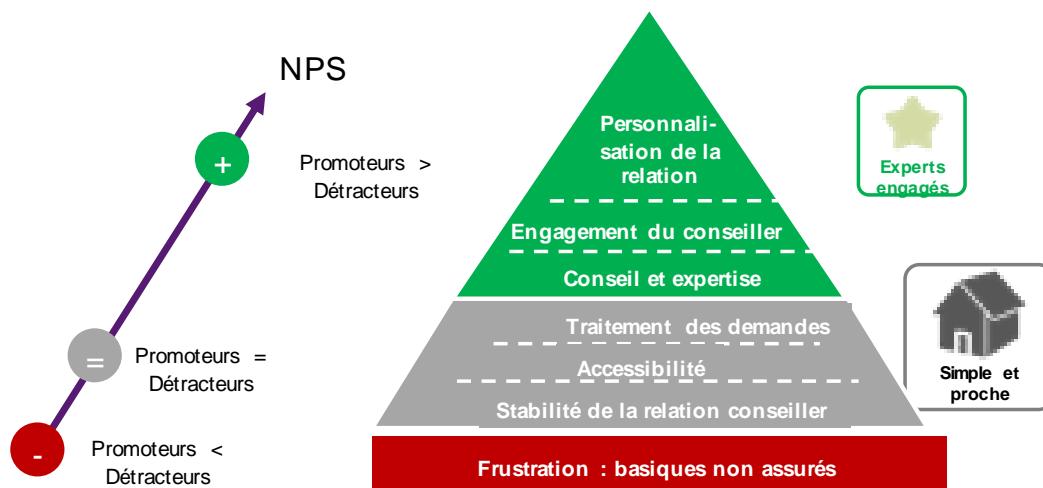 NPS
+
Promoteurs >
Détracteurs
=
Promoteurs =
Détracteurs
-
Promoteurs <
Détracteurs
Personnali-
sation de la
relation
Engagement du conseiller
Conseil et expertise
Traitement des demandes
Accessibilité
Stabilité de la relation conseiller
Frustration : basiques non assurés
Experts
engagés
Simple et
proche